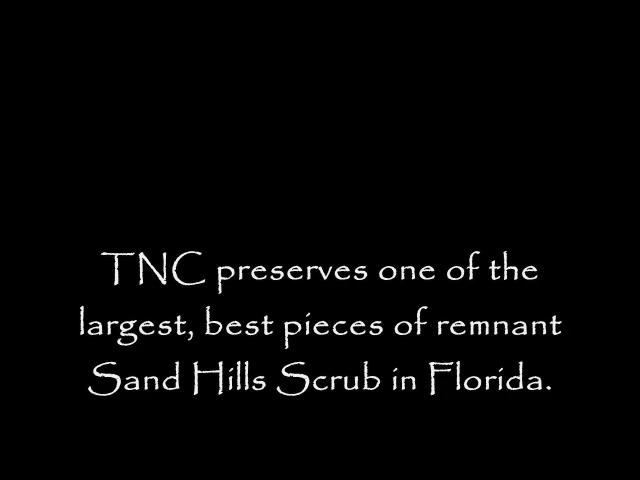 TNC preserves one of the
largest, best pieces of remnant
Sand Hills Scrub in Florida.